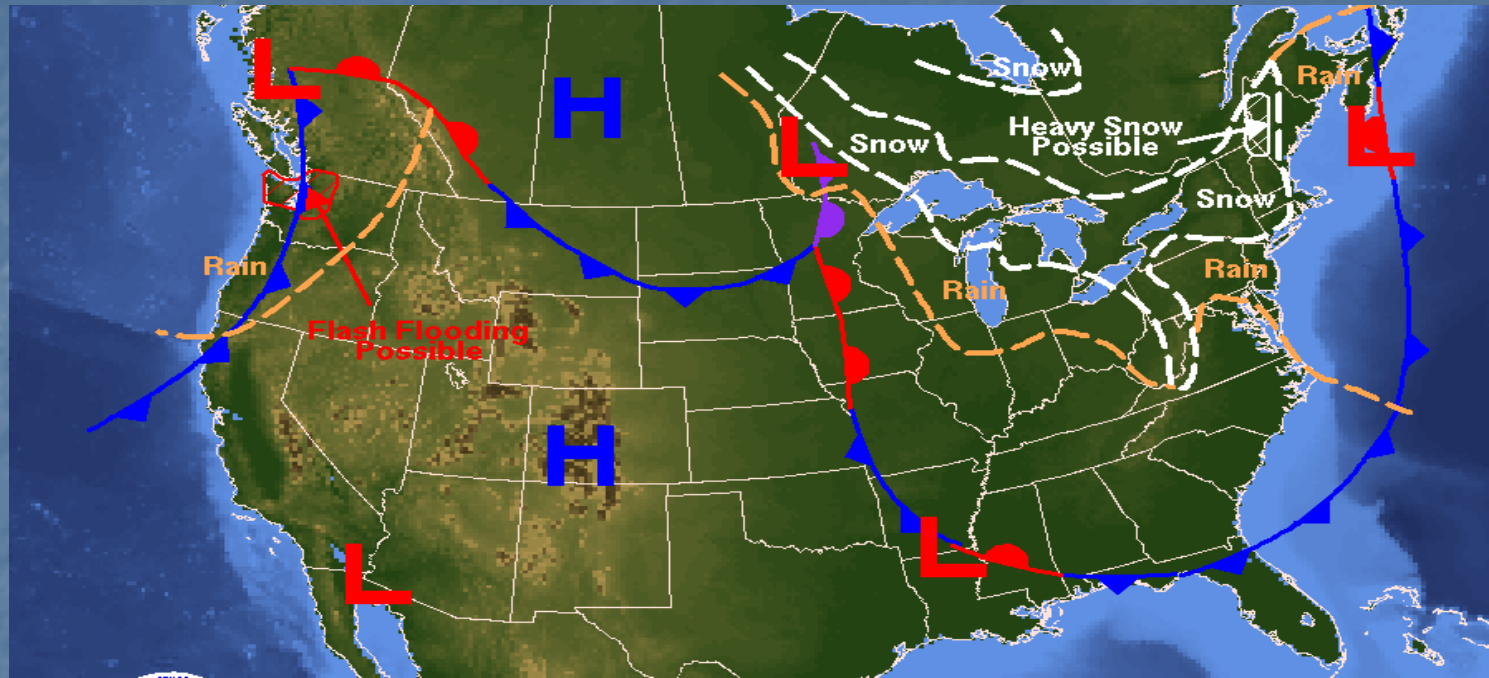 L
H
L
Snow
Snow
Heavy Snow
Possible
Rain
L
Snow
Rain
Rain
Rain
Flash Flooding
Possible
H
L
L